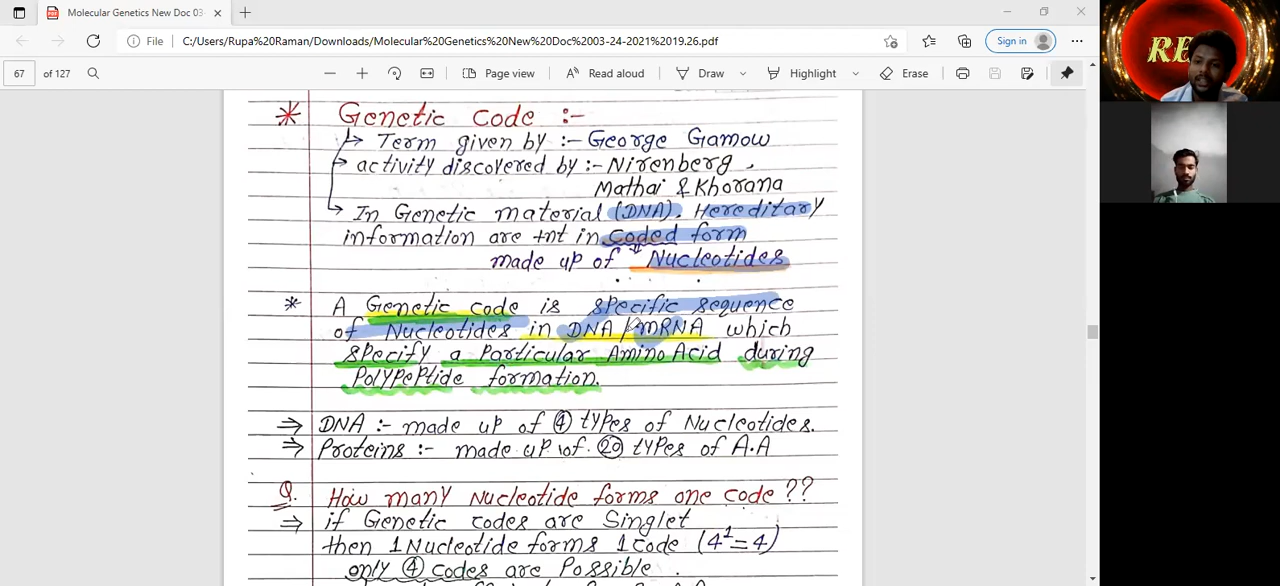 Molecular Genetics New Doc 03-
File
C:/Users/Rupa%20Raman/Downloads/Molecular%20Genetics%20New%20Doc%2003-24-2021%2019.26.pdf
Sign in
67 of 127
Page view
Read aloud
Draw
Highlight
Erase
RE
* Genetic Code :-
↳ Term given by :- George Gamow
→ activity discovered by :- Nirenberg,
Mathai & Khorana
↳ In Genetic material (DNA), Hereditary
information are +nt in coded form
made up of Nucleotides
* A Genetic code is specific sequence
of Nucleotides in DNA/mRNA which
specify a Particular Amino Acid during
PolyPePtide formation.
⇒ DNA :- made up of ④ types of Nucleotides.
⇒ Proteins :- made up of ⑳ types of A.A
Q. How many Nucleotide forms one code ??
⇒ if Genetic codes are Singlet
then 1 Nucleotide forms 1 code (4¹=4)
only ④ codes are Possible.